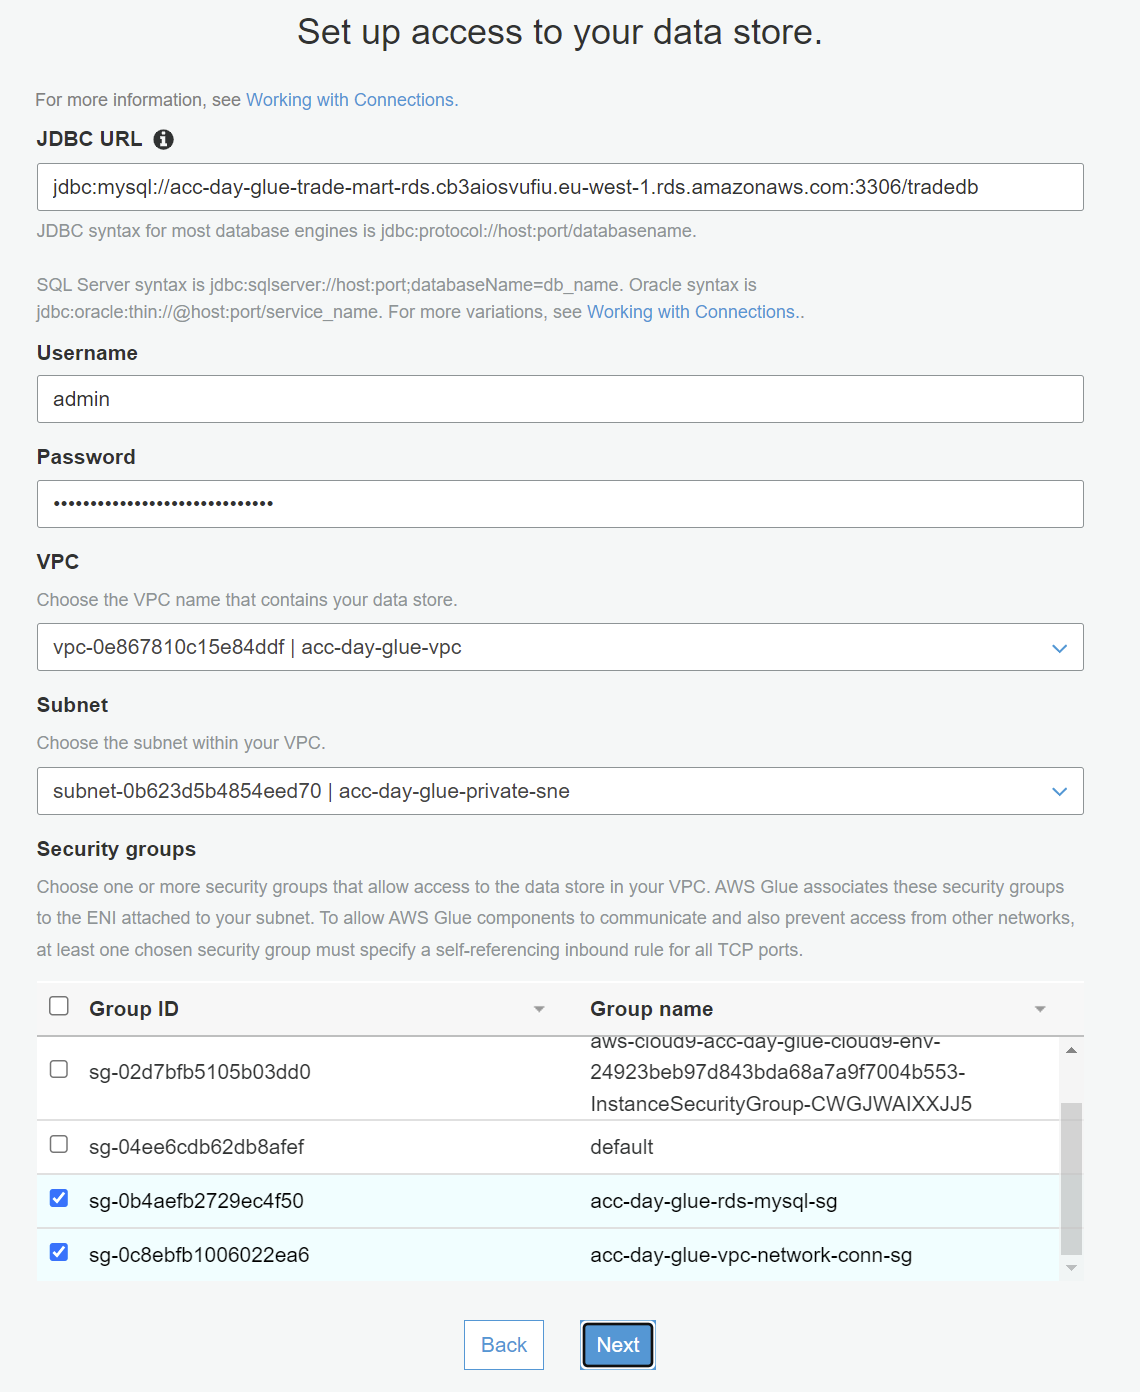 Set up access to your data store.
For more information, see Working with Connections.
JDBC URL
jdbc:mysql://acc-day-glue-trade-mart-rds.cb3aiosvufiu.eu-west-1.rds.amazonaws.com:3306/tradedb
JDBC syntax for most database engines is jdbc:protocol://host:port/databasename.
SQL Server syntax is jdbc:sqlserver://host:port;databaseName=db_name. Oracle syntax is
jdbc:oracle:thin://@host:port/service_name. For more variations, see Working with Connections..
Username
admin
Password
••••••••••••••••••••••••••••••
VPC
Choose the VPC name that contains your data store.
vpc-0e867810c15e84ddf | acc-day-glue-vpc
Subnet
Choose the subnet within your VPC.
subnet-0b623d5b4854eed70 | acc-day-glue-private-sne
Security groups
Choose one or more security groups that allow access to the data store in your VPC. AWS Glue associates these security groups
to the ENI attached to your subnet. To allow AWS Glue components to communicate and also prevent access from other networks,
at least one chosen security group must specify a self-referencing inbound rule for all TCP ports.
Group ID Group name
aws-cloud9-acc-day-glue-cloud9-env-
sg-02d7bfb5105b03dd0 24923beb97d843bda68a7a9f7004b553-
InstanceSecurityGroup-CWGJWAIXXJJ5
sg-04ee6cdb62db8afef default
sg-0b4aefb2729ec4f50 acc-day-glue-rds-mysql-sg
sg-0c8ebfb1006022ea6 acc-day-glue-vpc-network-conn-sg
Back Next